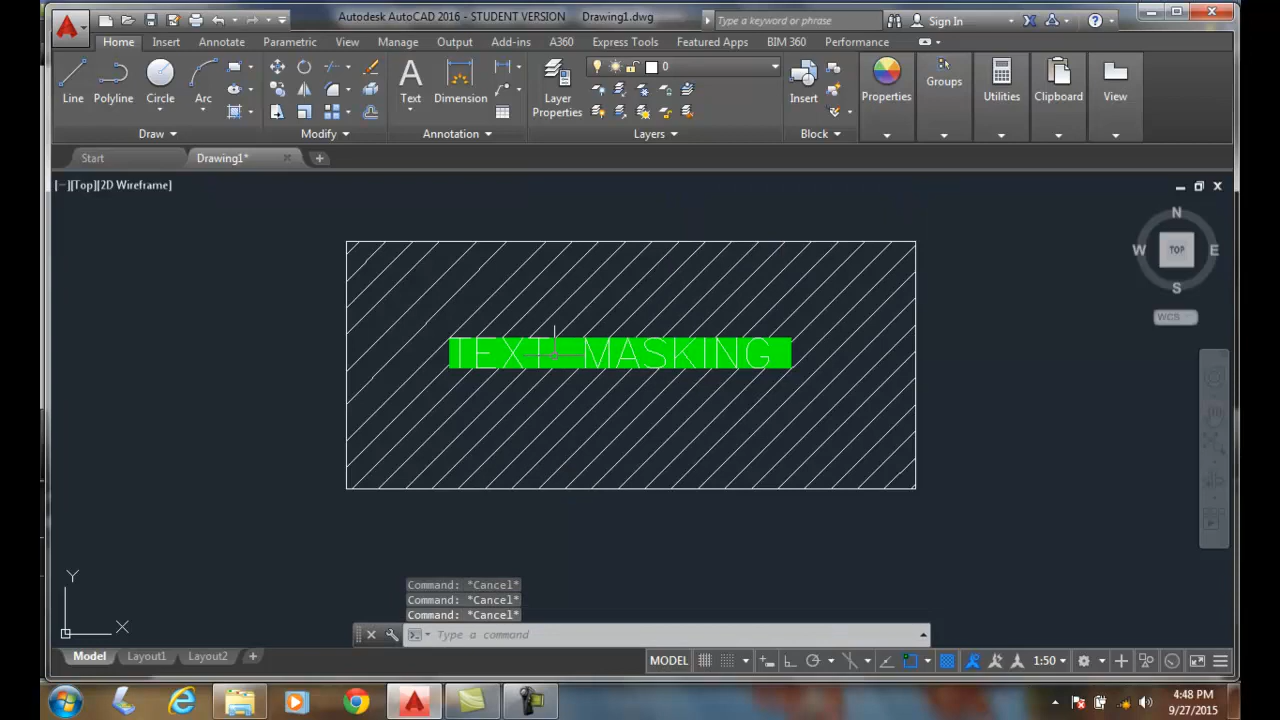 Autodesk AutoCAD 2016 - STUDENT VERSION Drawing1.dwg Type a keyword or phrase Sign In
Home Insert Annotate Parametric View Manage Output Add-ins A360 Express Tools Featured Apps BIM 360 Performance
Line Polyline Circle Arc Text Dimension Layer Properties 0 Insert Properties Groups Utilities Clipboard View
Draw Modify Annotation Layers Block
Start Drawing1*
[−][Top][2D Wireframe]
N
W TOP E
S
WCS
TEXT MASKING
Y
X
Command: *Cancel*
Command: *Cancel*
Command: *Cancel*
Type a command
Model Layout1 Layout2 MODEL 1:50
4:48 PM
9/27/2015